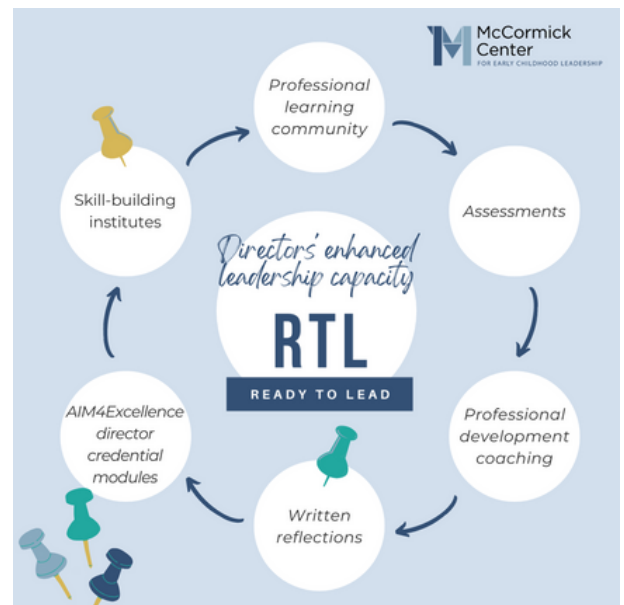 McCormick
Center
FOR EARLY CHILDHOOD LEADERSHIP
Professional
learning
community
Assessments
Professional
development
coaching
Written
reflections
AIM4Excellence
director
credential
modules
Skill-building
institutes
Directors' enhanced
leadership capacity
RTL
READY TO LEAD